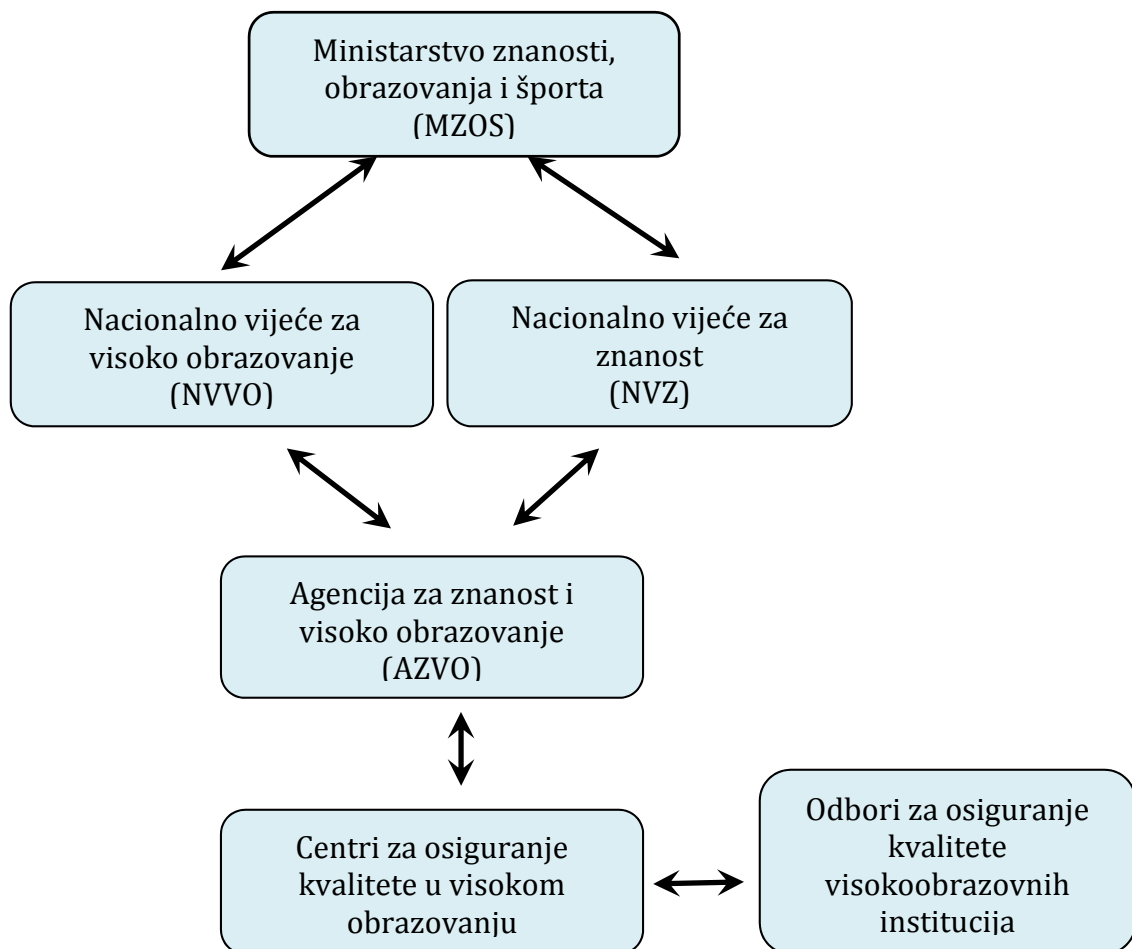 Ministarstvo znanosti,
obrazovanja i športa
(MZOS)
Nacionalno vijeće za
visoko obrazovanje
(NVVO)
Nacionalno vijeće za
znanost
(NVZ)
Agencija za znanost i
visoko obrazovanje
(AZVO)
Centri za osiguranje
kvalitete u visokom
obrazovanju
Odbori za osiguranje
kvalitete
visokoobrazovnih
institucija